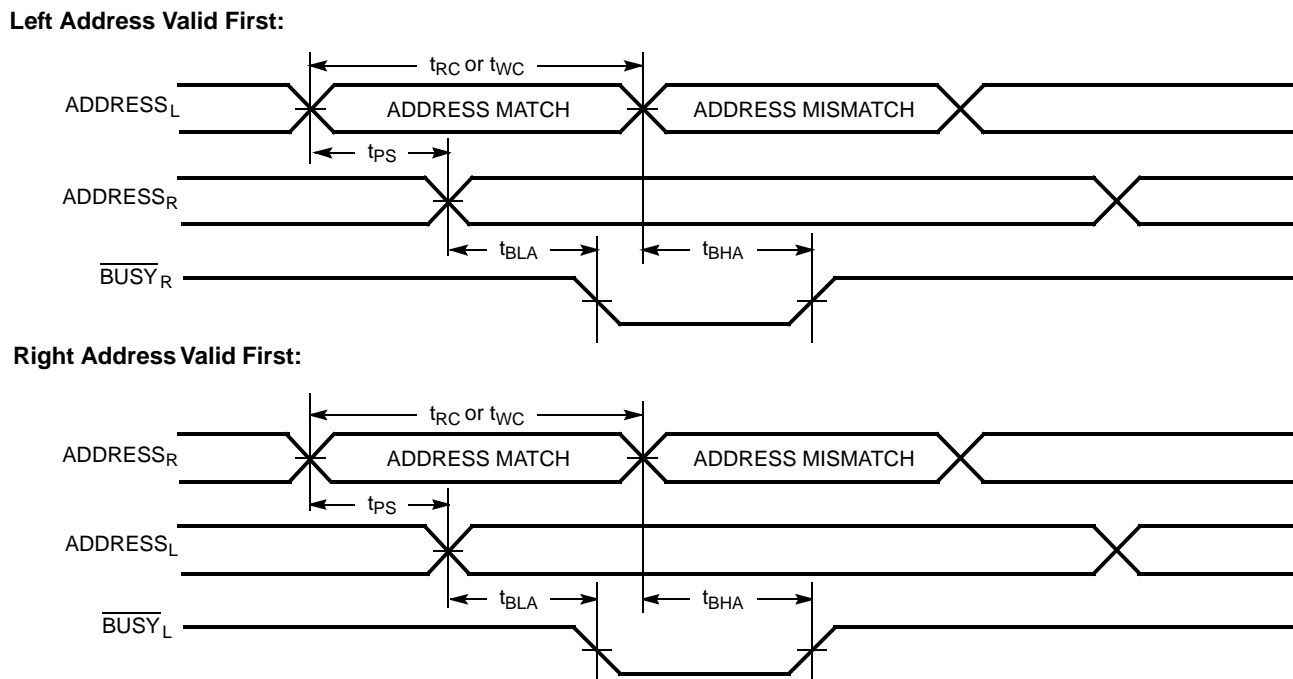 Left Address Valid First:
tRC or tWC
ADDRESSL
ADDRESS MATCH
ADDRESS MISMATCH
tPS
ADDRESSR
tBLA
tBHA
BUSYR
Right Address Valid First:
tRC or tWC
ADDRESSR
ADDRESS MATCH
ADDRESS MISMATCH
tPS
ADDRESSL
tBLA
tBHA
BUSYL